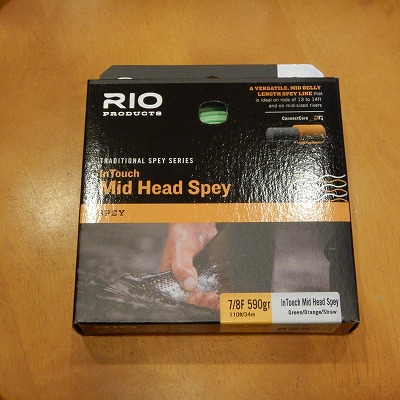 RIO
PRODUCTS
A VERSATILE, MID BELLY
LENGTH SPEY LINE that
is ideal on rods of 13 to 14ft
and on mid-sized rivers
ConnectCore
TRADITIONAL SPEY SERIES
InTouch
Mid Head Spey
SPEY
7/8F 590gr
110ft/34m
InTouch Mid Head Spey
Green/Orange/Straw